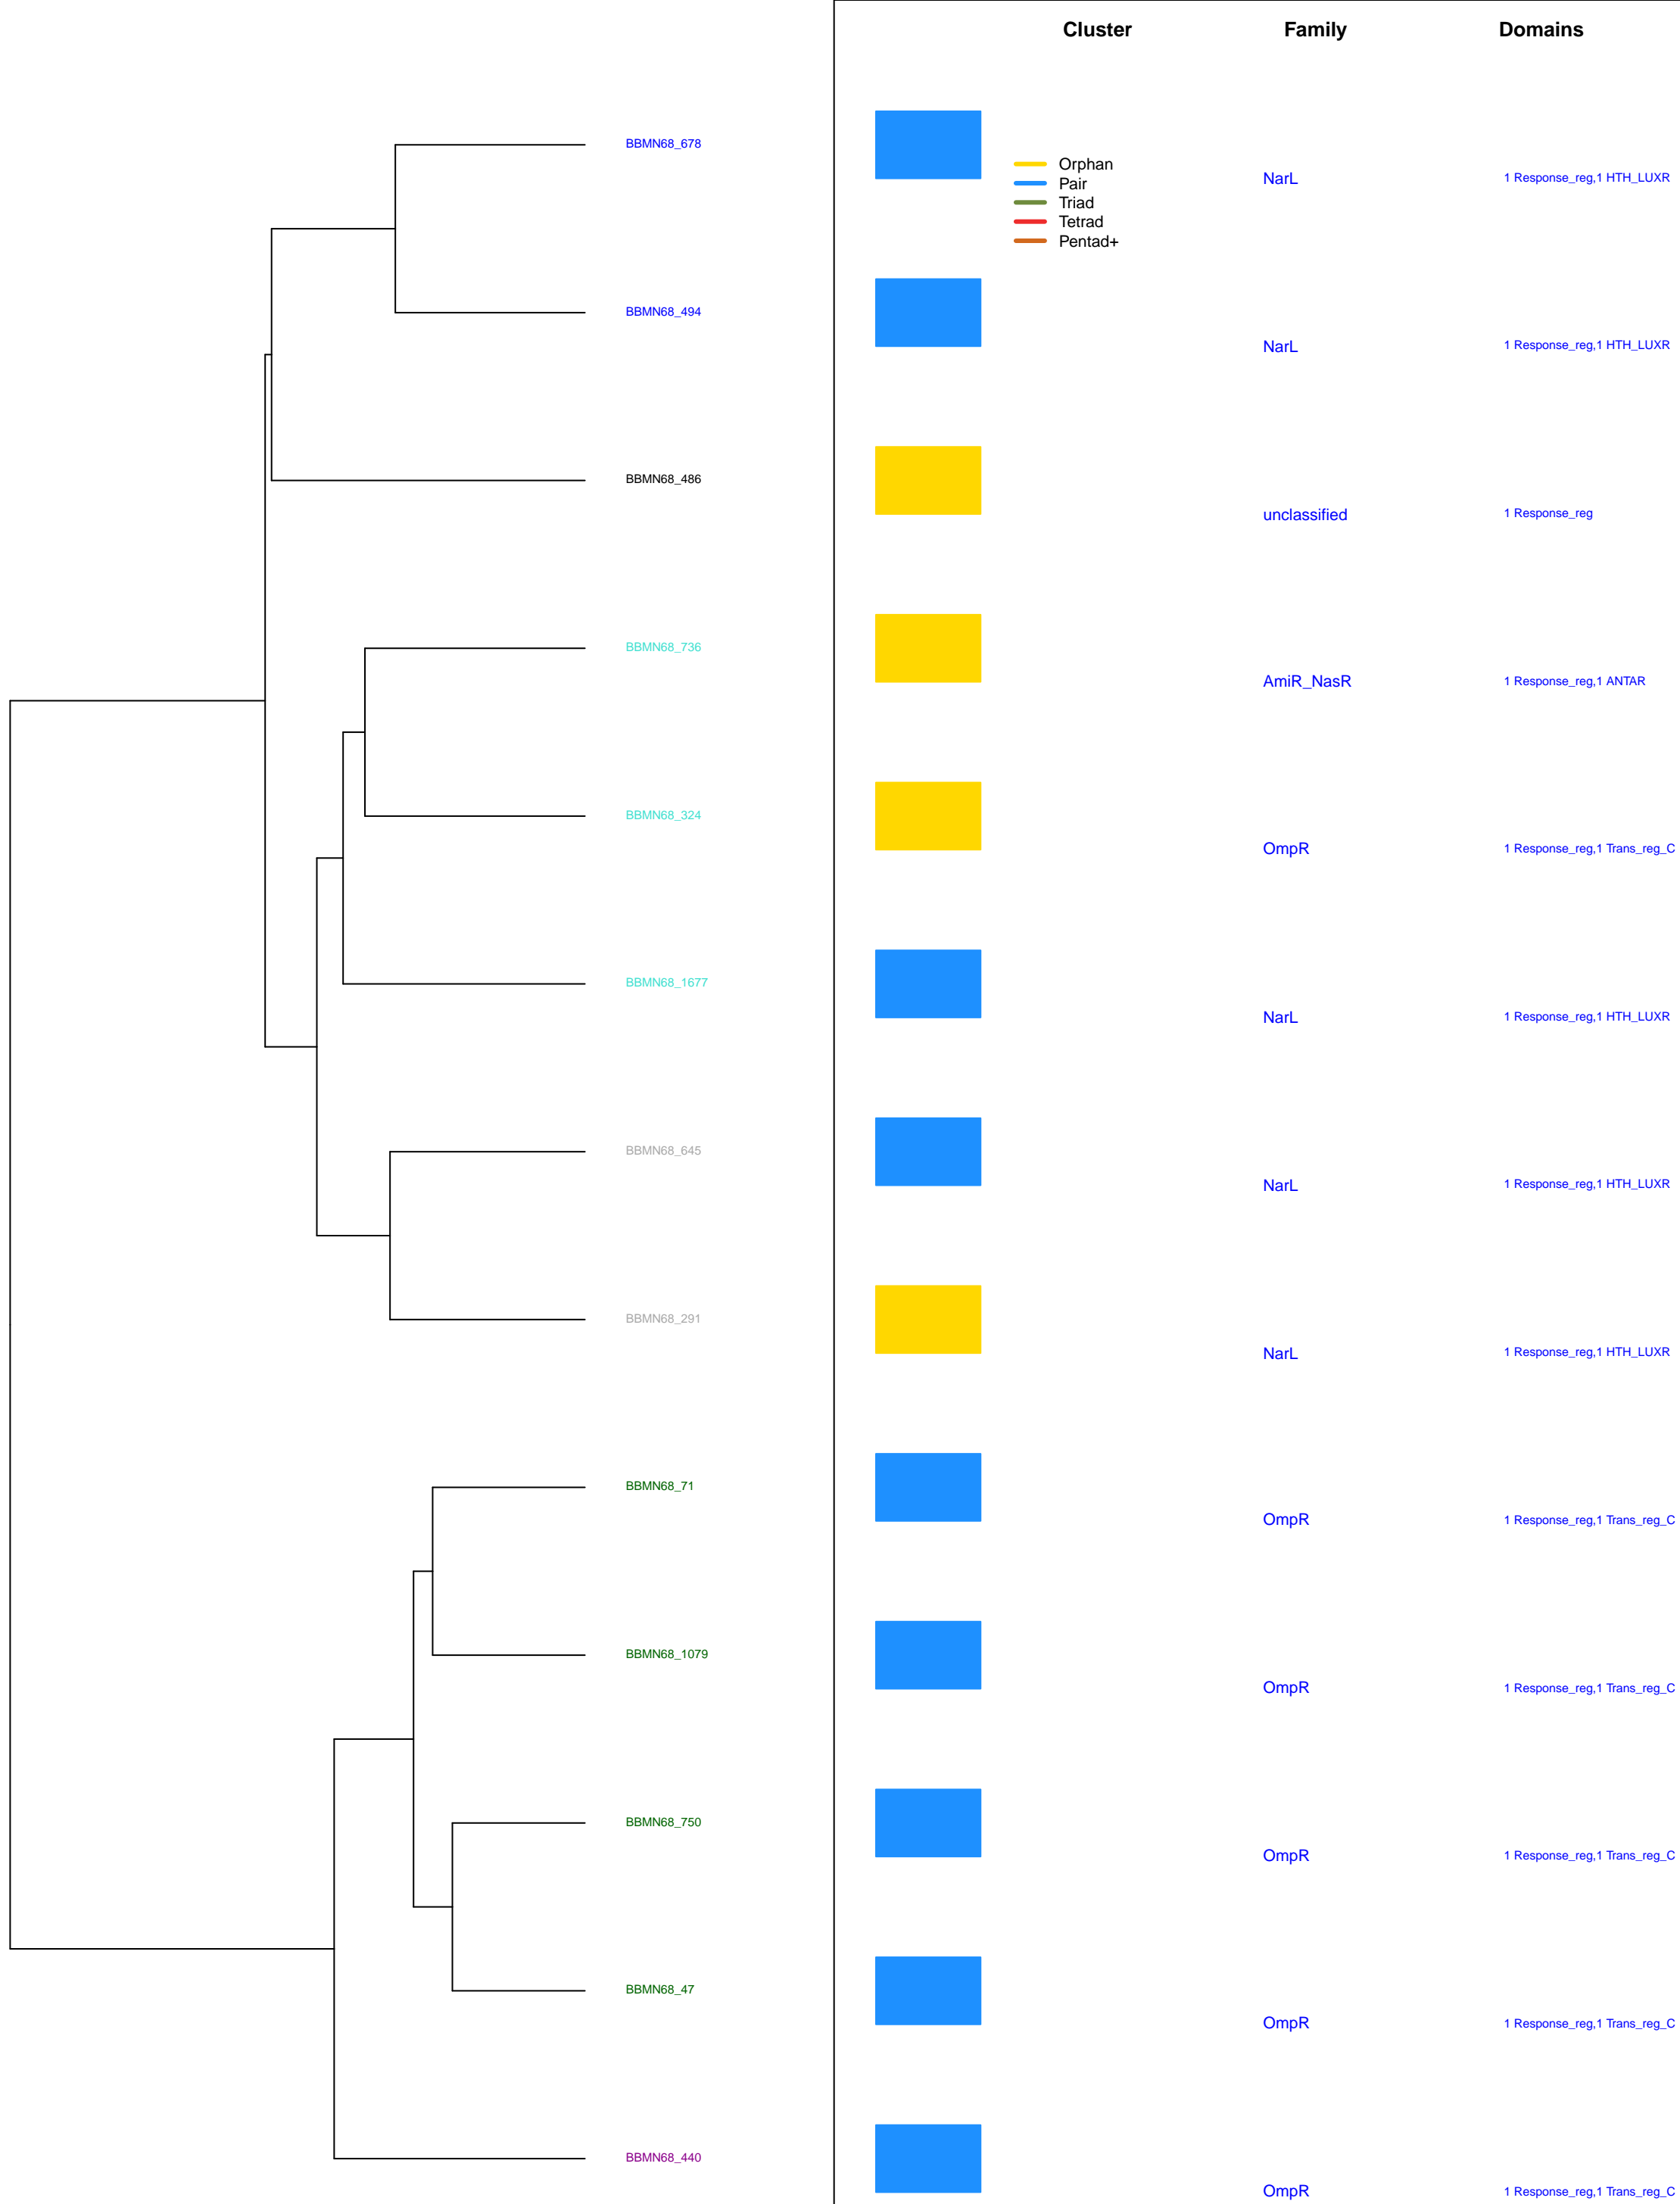 Cluster Family Domains
BBMN68_678
Orphan
Pair
Triad
Tetrad
Pentad+
NarL 1 Response_reg,1 HTH_LUXR
BBMN68_494
NarL 1 Response_reg,1 HTH_LUXR
BBMN68_486
unclassified 1 Response_reg
BBMN68_736
AmiR_NasR 1 Response_reg,1 ANTAR
BBMN68_324
OmpR 1 Response_reg,1 Trans_reg_C
BBMN68_1677
NarL 1 Response_reg,1 HTH_LUXR
BBMN68_645
NarL 1 Response_reg,1 HTH_LUXR
BBMN68_291
NarL 1 Response_reg,1 HTH_LUXR
BBMN68_71
OmpR 1 Response_reg,1 Trans_reg_C
BBMN68_1079
OmpR 1 Response_reg,1 Trans_reg_C
BBMN68_750
OmpR 1 Response_reg,1 Trans_reg_C
BBMN68_47
OmpR 1 Response_reg,1 Trans_reg_C
BBMN68_440
OmpR 1 Response_reg,1 Trans_reg_C